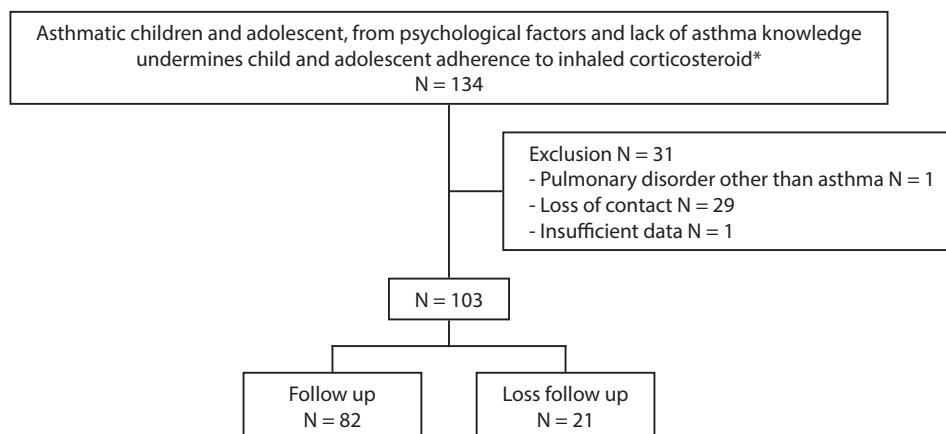 Asthmatic children and adolescent, from psychological factors and lack of asthma knowledge
undermines child and adolescent adherence to inhaled corticosteroid*
N = 134
Exclusion N = 31
- Pulmonary disorder other than asthma N = 1
- Loss of contact N = 29
- Insufficient data N = 1
N = 103
Follow up
N = 82
Loss follow up
N = 21